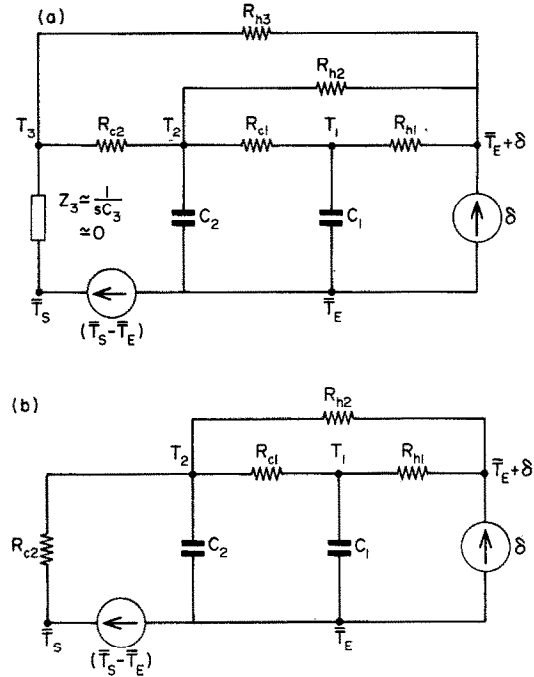 (a)
R_h3
R_h2
T_3 R_c2 T_2 R_c1 T_1 R_h1 T̿_E + δ
Z_3 ≃ 1/sC_3
≃ 0
C_2 C_1 δ
T̿_S T̿_E
(T̿_S − T̿_E)
(b)
R_h2
T_2 R_c1 T_1 R_h1 T̿_E + δ
R_c2 C_2 C_1 δ
T̿_S T̿_E
(T̿_S − T̿_E)